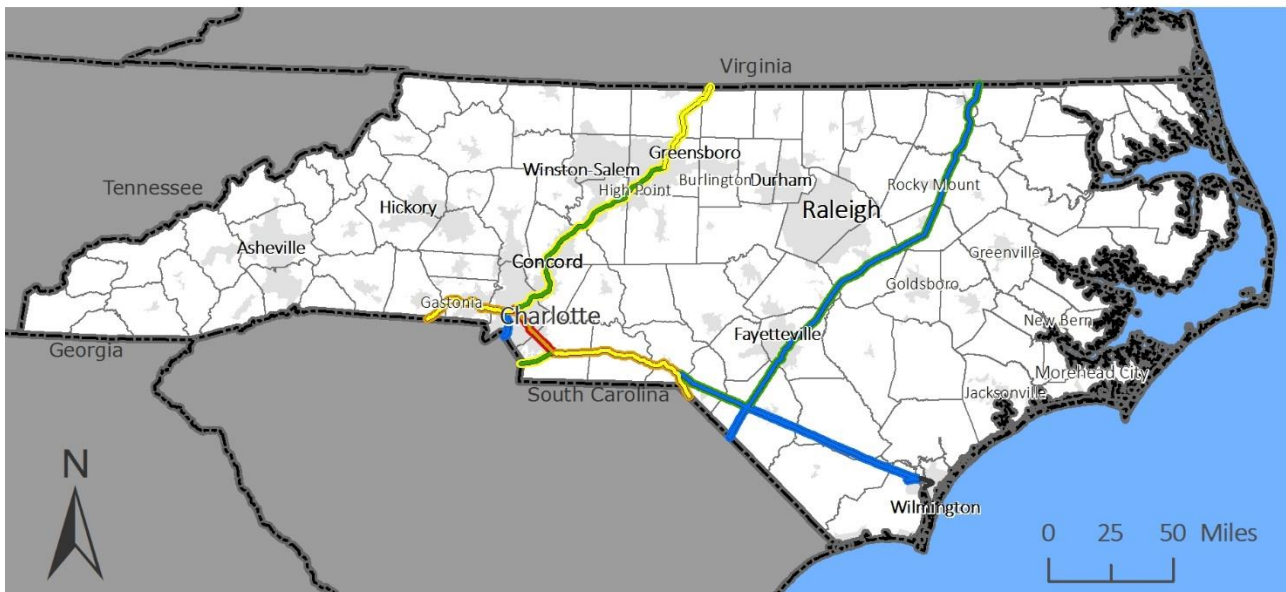 Virginia
Greensboro
Winston-Salem
High Point
Burlington
Durham
Tennessee
Rocky Mount
Hickory
Raleigh
Asheville
Greenville
Concord
Goldsboro
Gastonia
Charlotte
New Bern
Fayetteville
Georgia
Morehead City
South Carolina
Jacksonville
N
Wilmington
0 25 50 Miles